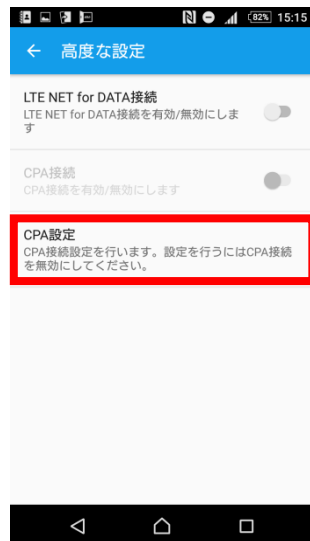 82% 15:15
高度な設定
LTE NET for DATA接続
LTE NET for DATA接続を有効/無効にしま
す
CPA接続
CPA接続を有効/無効にします
CPA設定
CPA接続設定を行います。設定を行うにはCPA接続
を無効にしてください。